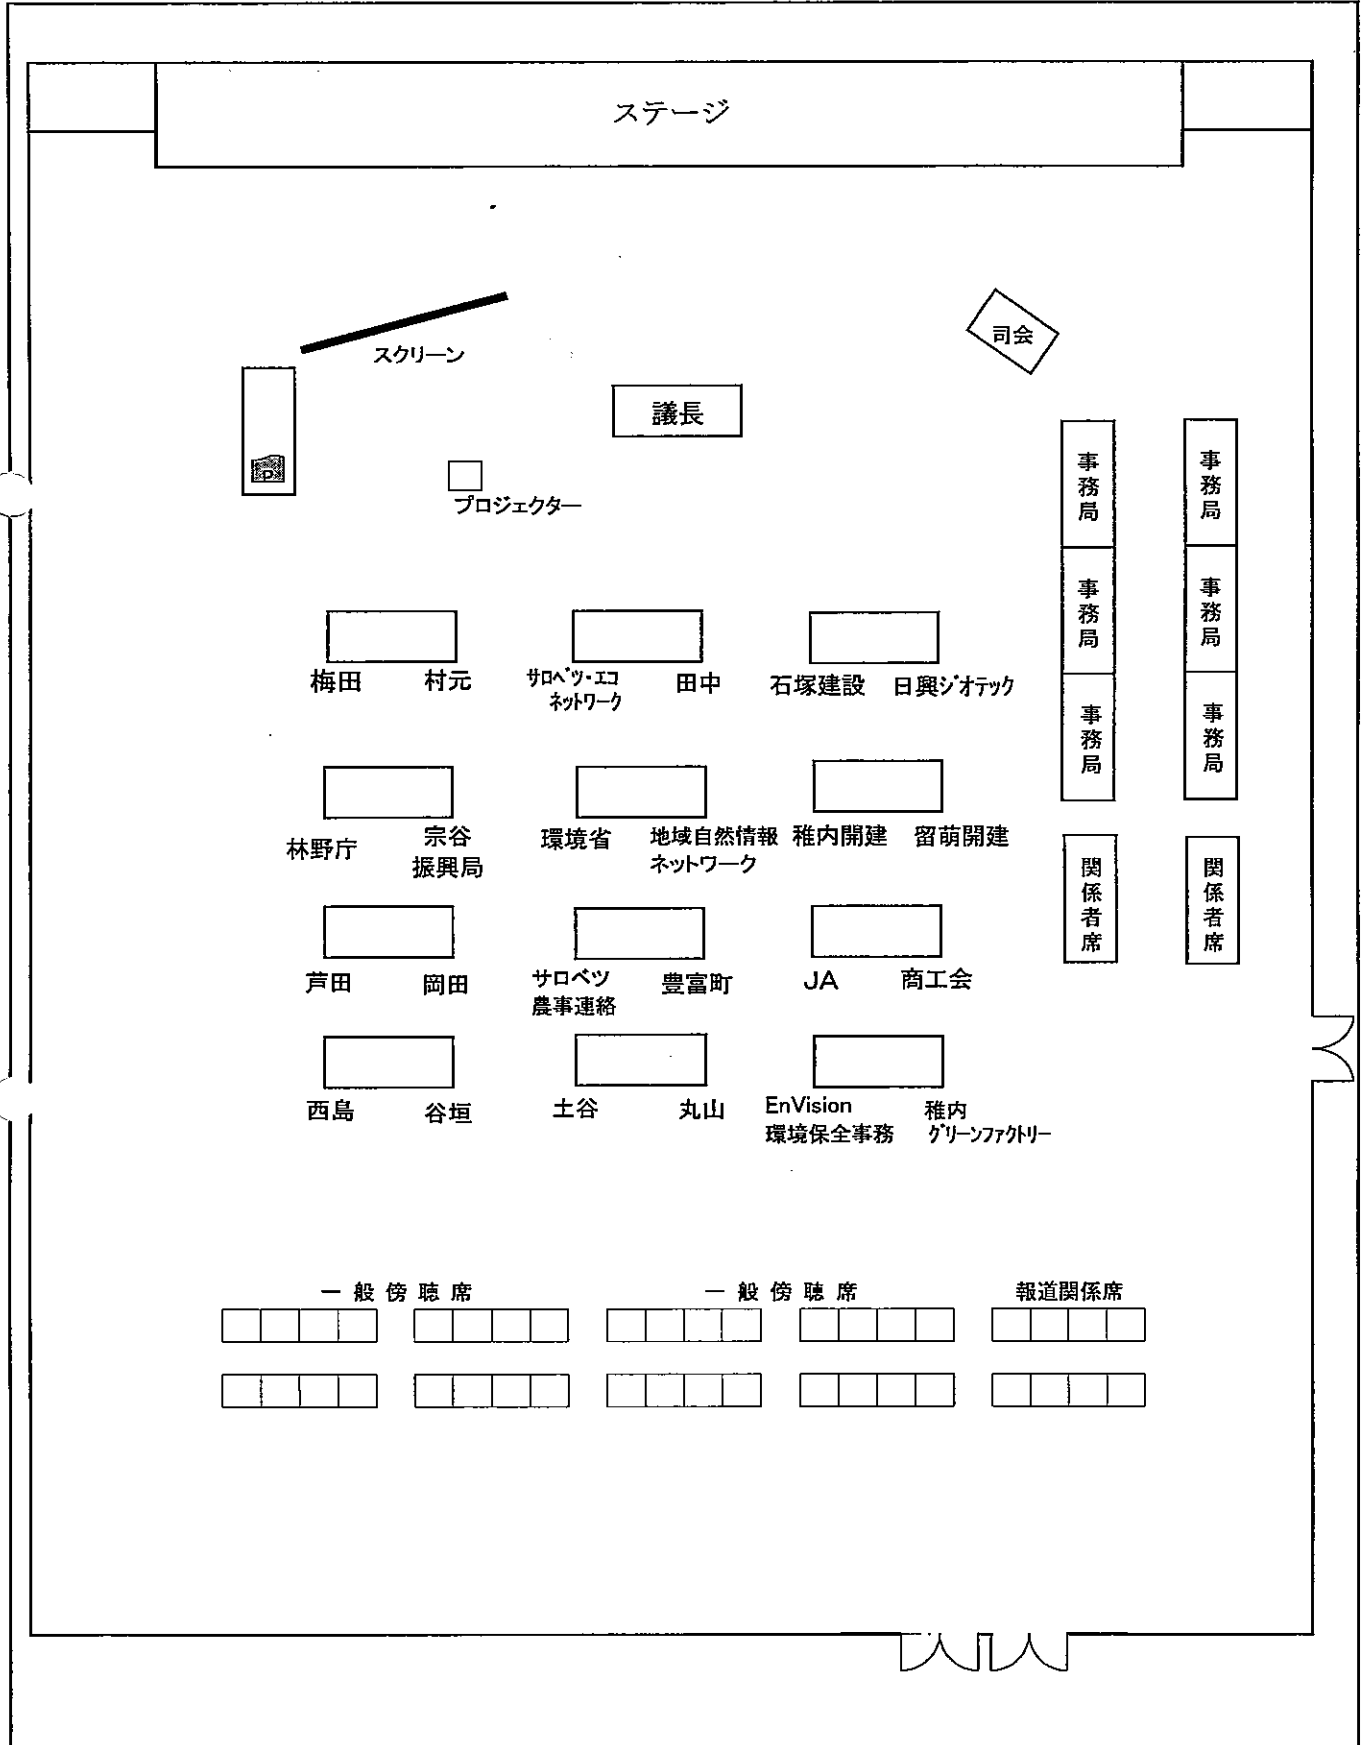 ステージ
司会
スクリーン
議長
プロジェクター
事務局
事務局
事務局
事務局
事務局
事務局
梅田 村元
サロベツ・エコ
ネットワーク
田中
石塚建設 日興ジオテック
林野庁
宗谷
振興局
環境省
地域自然情報
ネットワーク
稚内開建 留萌開建
関係者席
関係者席
芦田 岡田
サロベツ
農事連絡
豊富町
JA 商工会
西島 谷垣
土谷 丸山
EnVision
環境保全事務
稚内
グリーンファクトリー
一般傍聴席
一般傍聴席
報道関係席